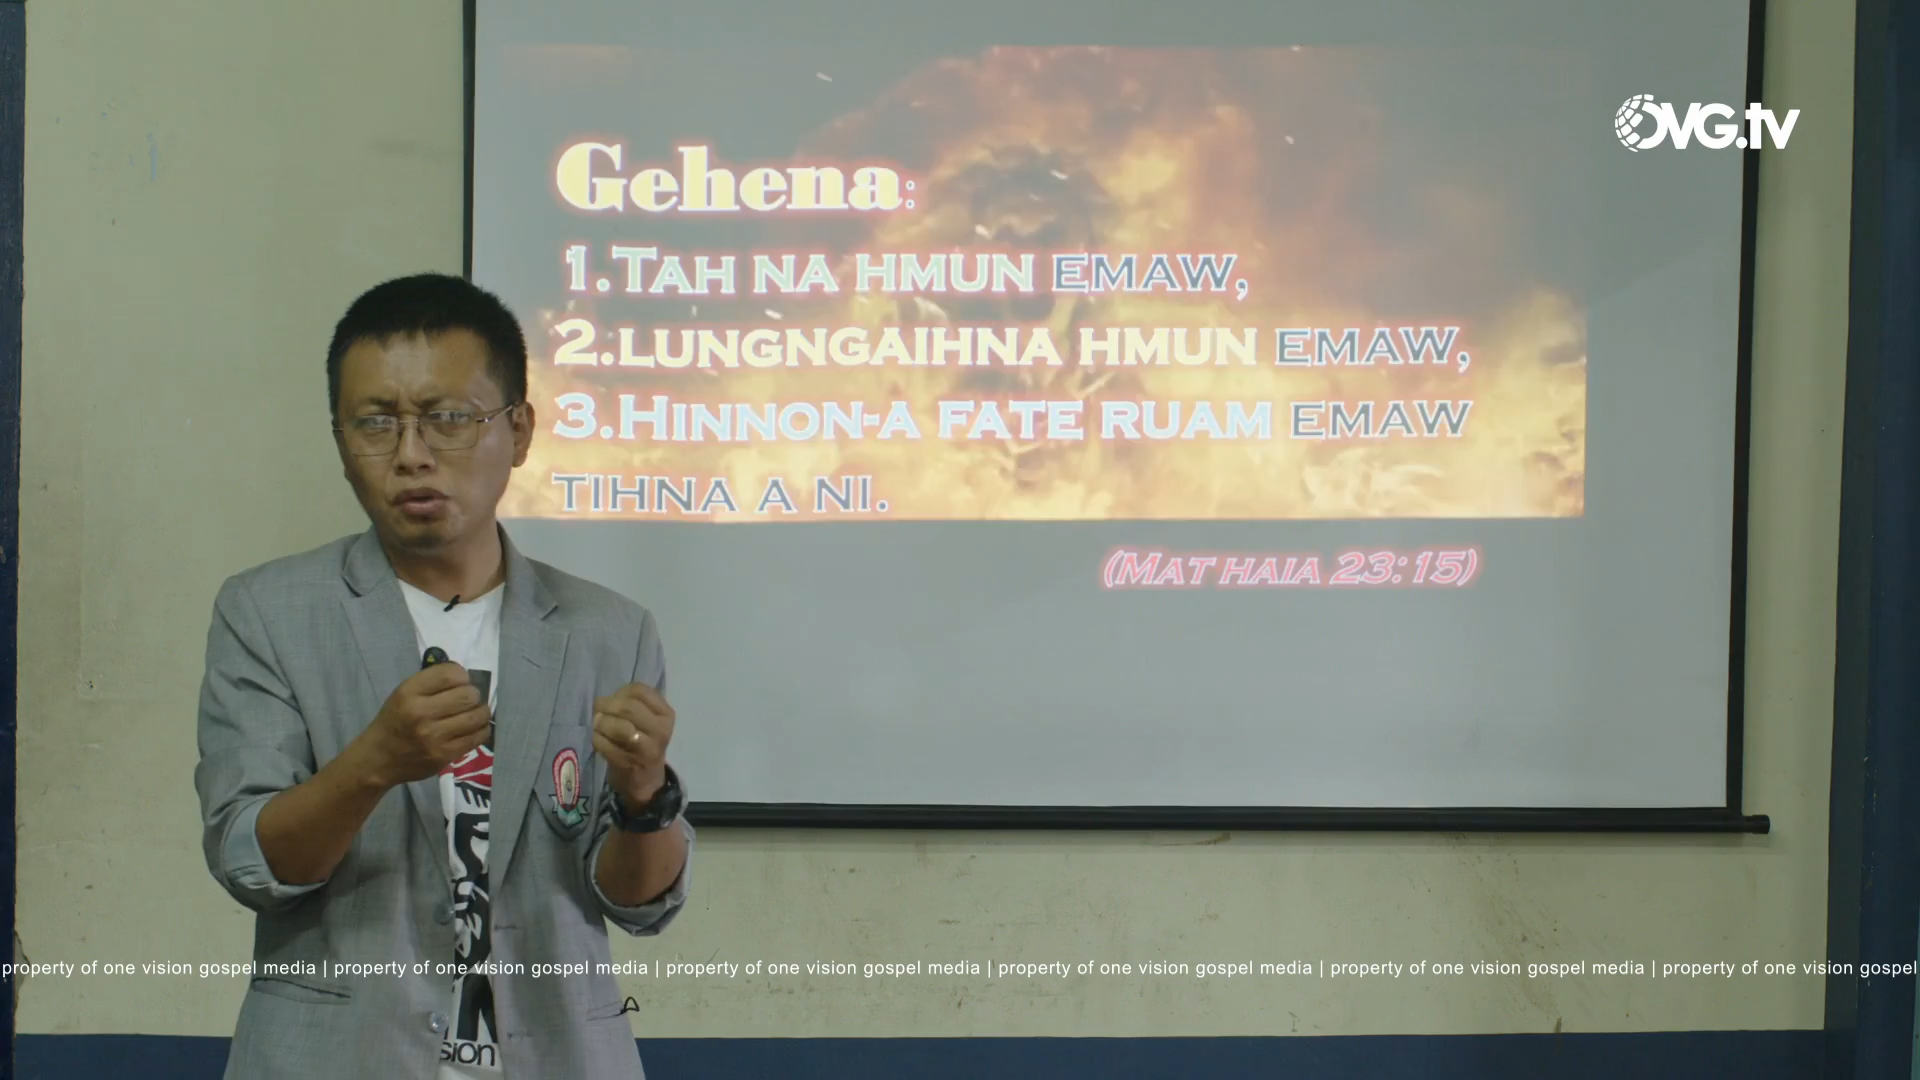 OVG.tv
Gehena:
1.TAH NA HMUN EMAW,
2.LUNGNGAIHNA HMUN EMAW,
3.HINNON-A FATE RUAM EMAW
TIHNA A NI.
(MAT HAIA 23:15)
property of one vision gospel media | property of one vision gospel media | property of one vision gospel media | property of one vision gospel media | property of one vision gospel media | property of one vision gospel
sion